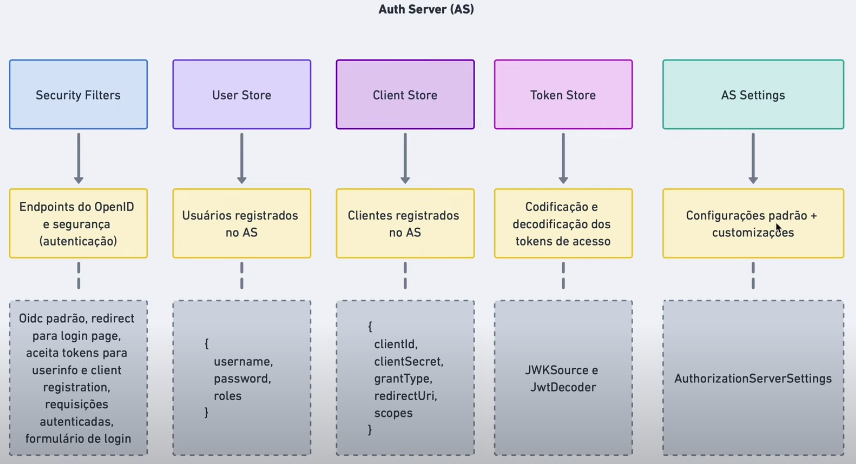 Auth Server (AS)
Security Filters
User Store
Client Store
Token Store
AS Settings
Endpoints do OpenID
e segurança
(autenticação)
Usuários registrados
no AS
Clientes registrados
no AS
Codificação e
decodificação dos
tokens de acesso
Configurações padrão +
customizações
Oidc padrão, redirect
para login page,
aceita tokens para
userinfo e client
registration,
requisições
autenticadas,
formulário de login
{
username,
password,
roles
}
{
clientId,
clientSecret,
grantType,
redirectUri,
scopes
}
JWKSource e
JwtDecoder
AuthorizationServerSettings